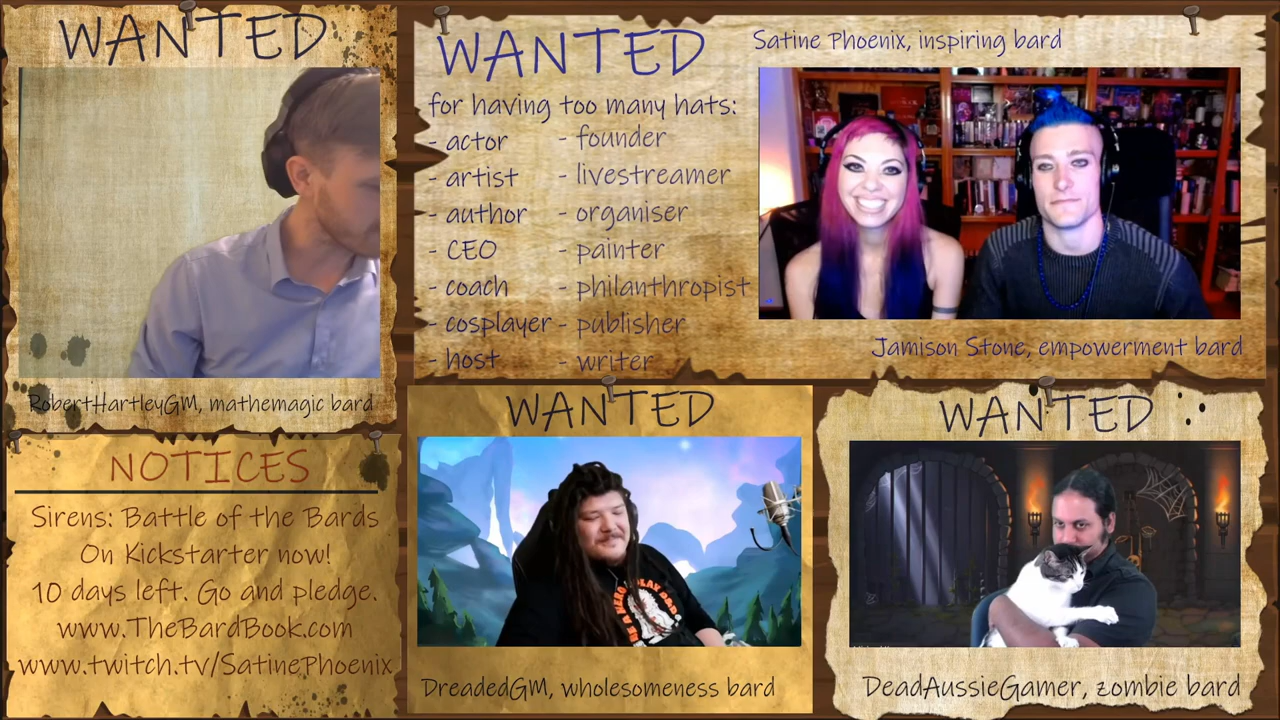 WANTED
RobertHartleyGM, mathemagic bard
NOTICES
Sirens: Battle of the Bards
On Kickstarter now!
10 days left. Go and pledge.
www.TheBardBook.com
www.twitch.tv/SatinePhoenix
WANTED
for having too many hats:
- actor
- artist
- author
- CEO
- coach
- cosplayer
- host
- founder
- livestreamer
- organiser
- painter
- philanthropist
- publisher
- writer
Satine Phoenix, inspiring bard
Jamison Stone, empowerment bard
WANTED
DreadedGM, wholesomeness bard
WANTED
DeadAussieGamer, zombie bard